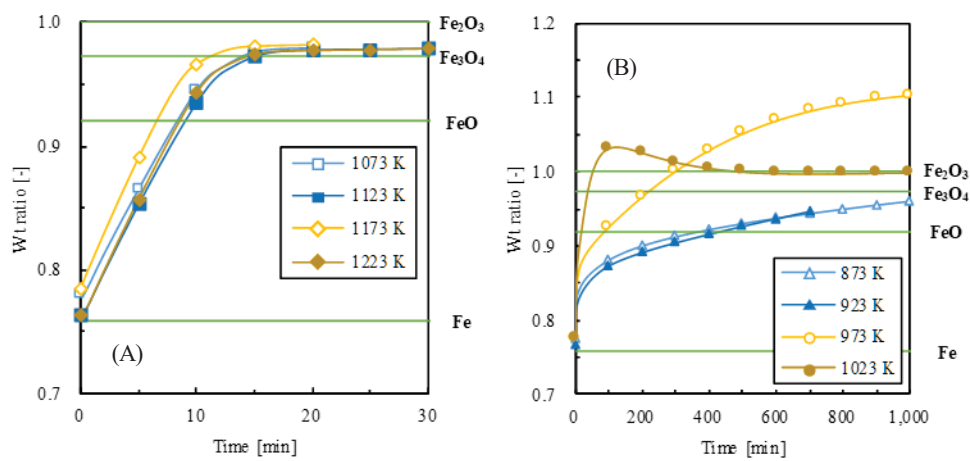 Wt ratio [-]
1.0
0.9
0.8
0.7
Fe₂O₃
Fe₃O₄
FeO
Fe
1073 K
1123 K
1173 K
1223 K
(A)
0
10
20
30
Time [min]
Wt ratio [-]
1.2
1.1
1.0
0.9
0.8
0.7
(B)
Fe₂O₃
Fe₃O₄
FeO
Fe
873 K
923 K
973 K
1023 K
0
200
400
600
800
1,000
Time [min]